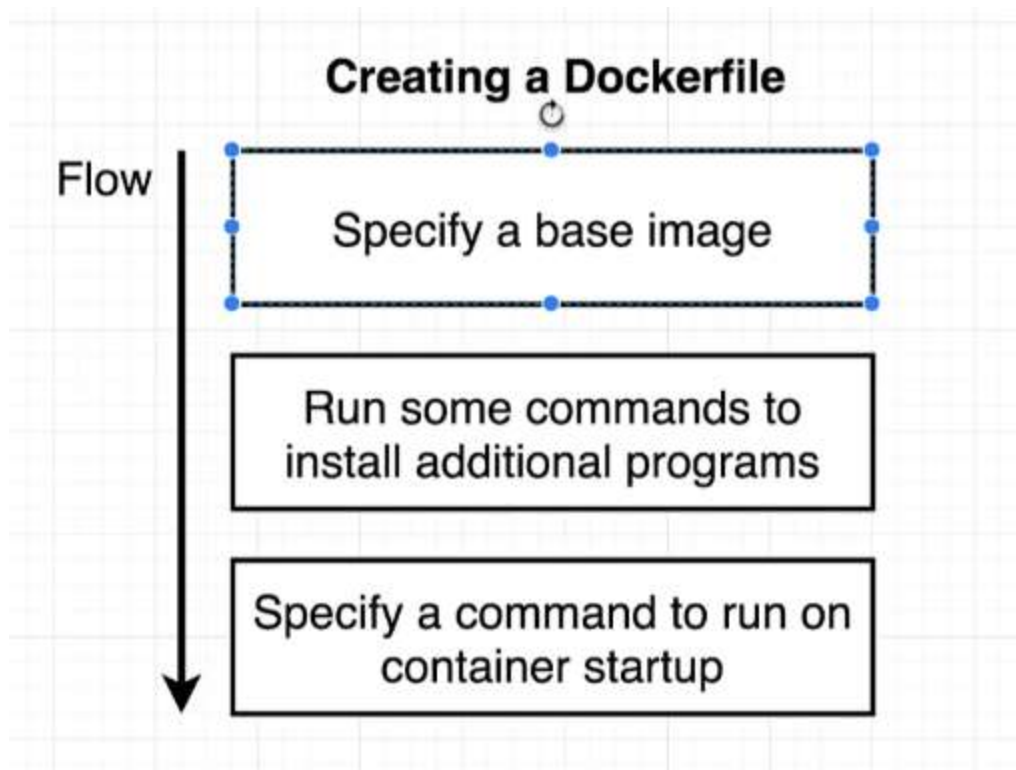 Creating a Dockerfile
Flow
Specify a base image
Run some commands to
install additional programs
Specify a command to run on
container startup